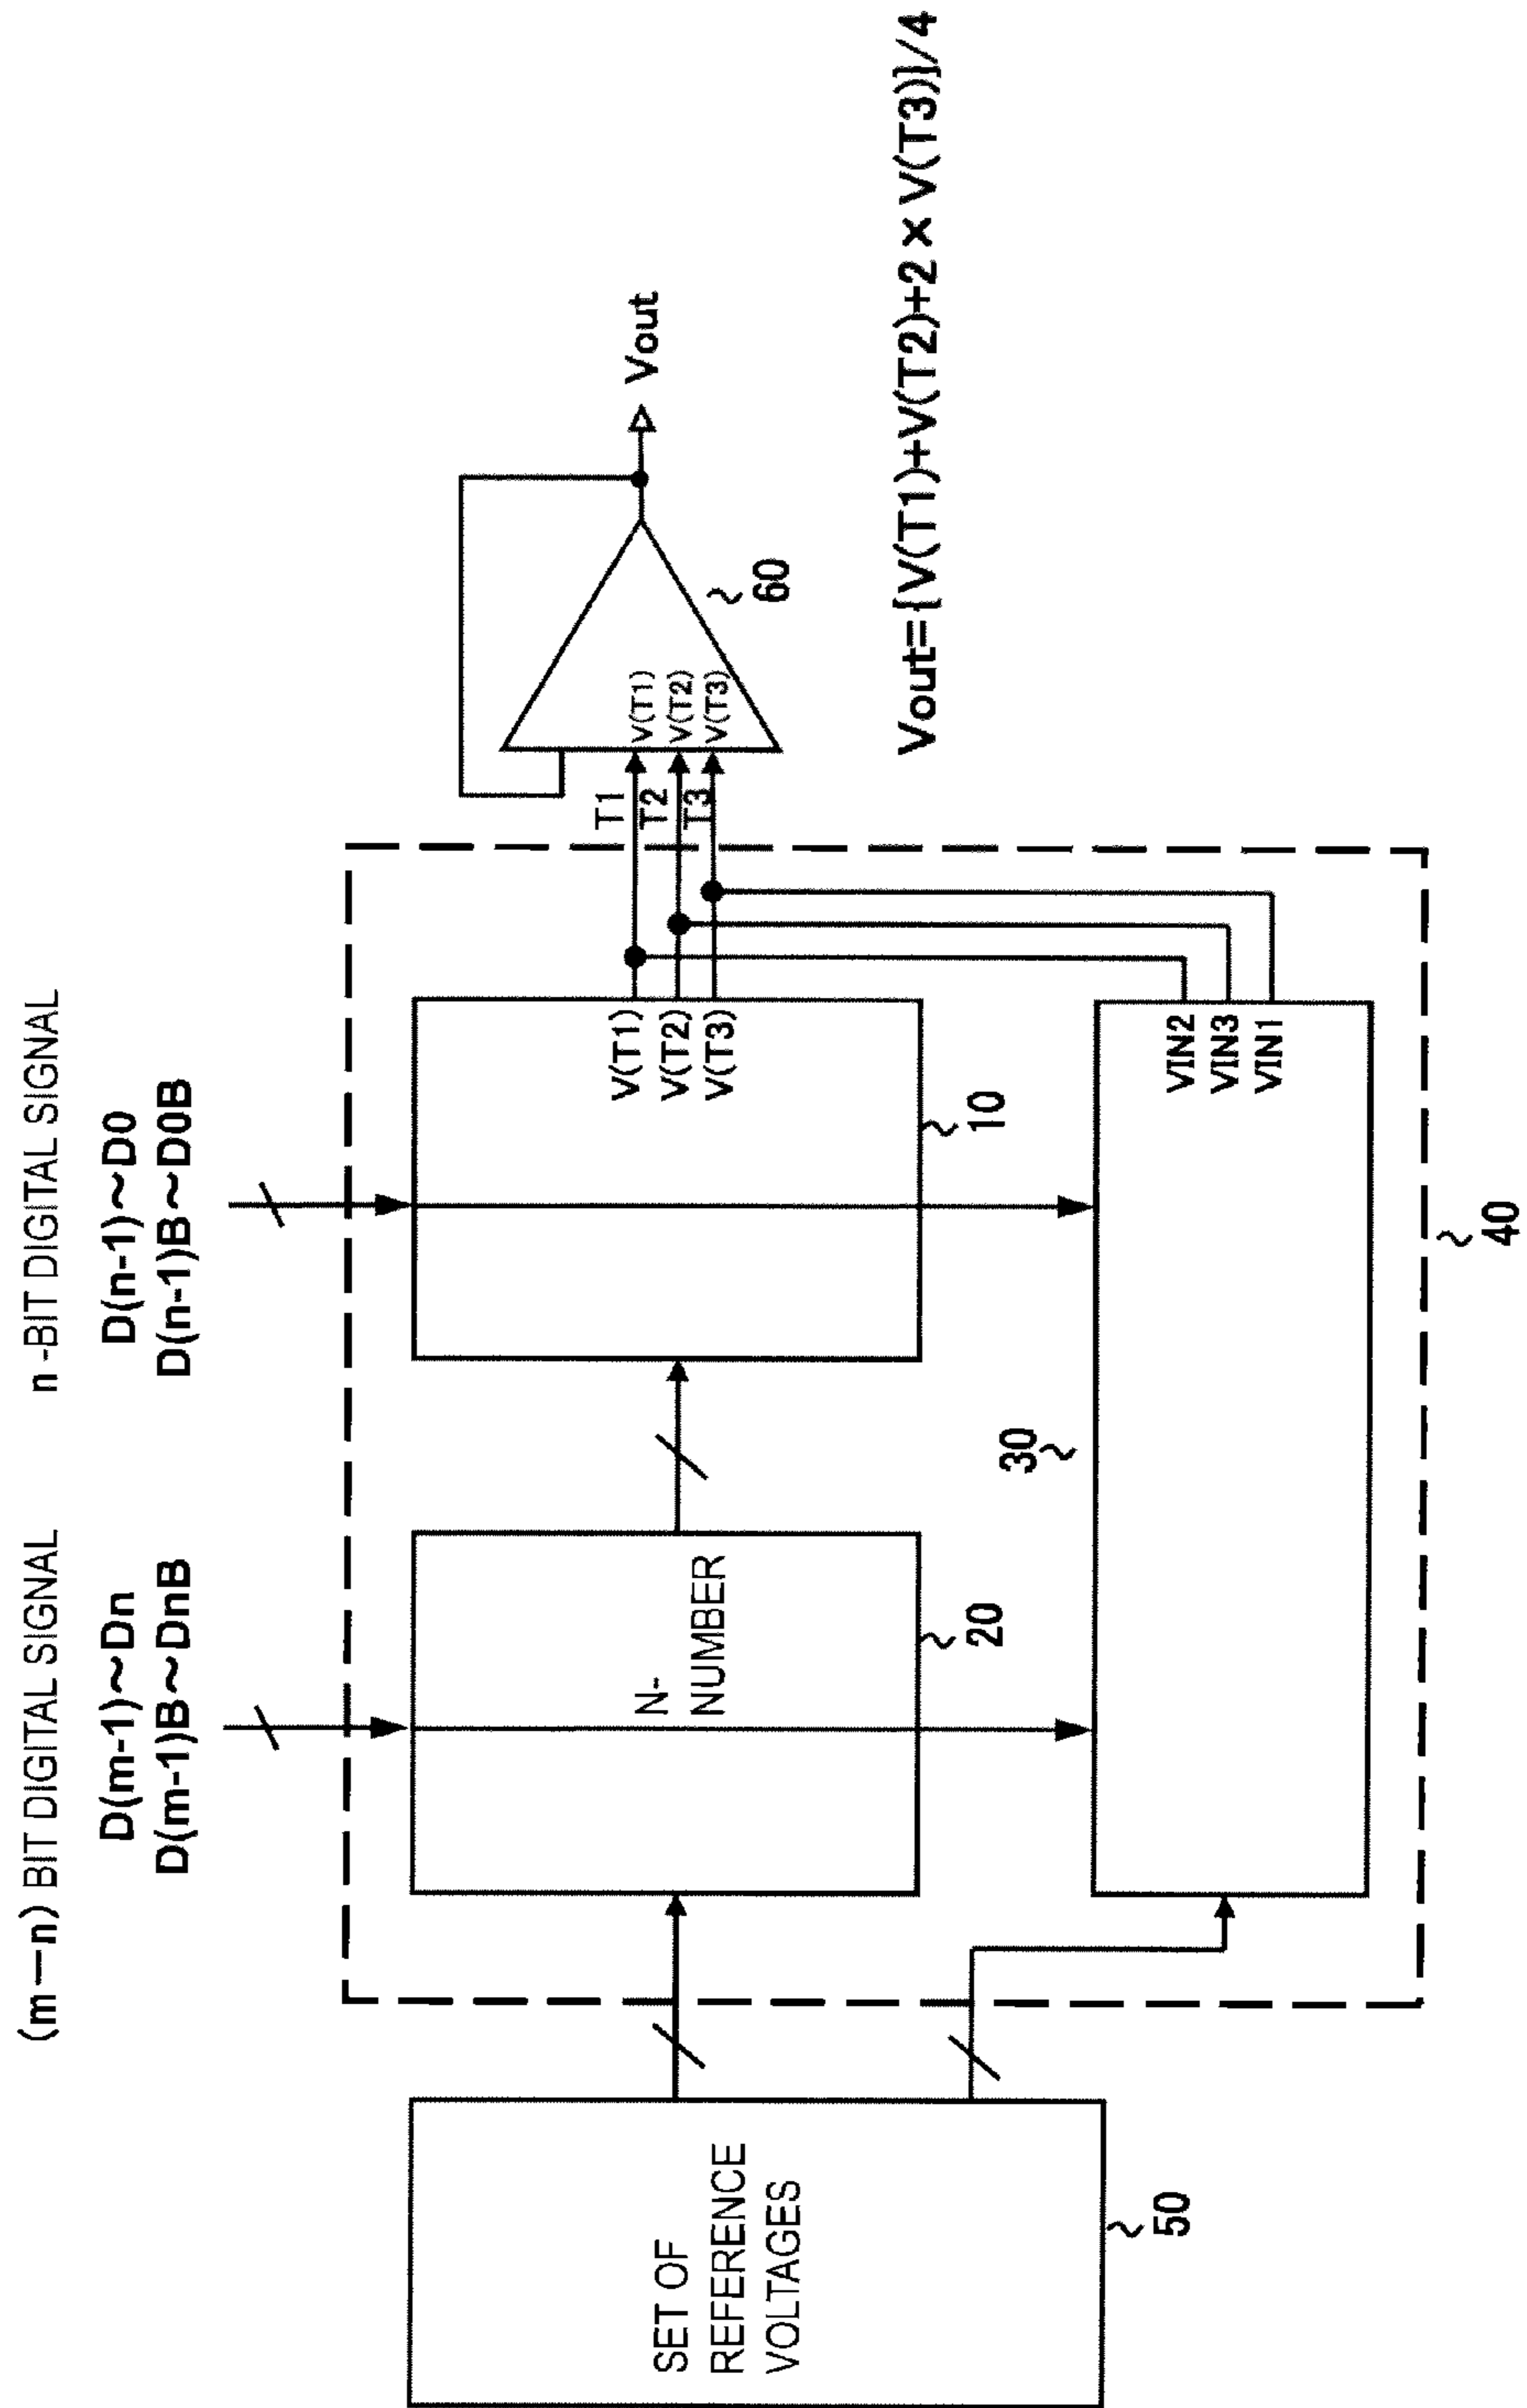 (m－n) BIT DIGITAL SIGNAL
D(m-1)~Dn
D(m-1)B~DnB
n -BIT DIGITAL SIGNAL
D(n-1)~D0
D(n-1)B~D0B
SET OF
REFERENCE
VOLTAGES
50
N-
NUMBER
20
V(T1)
V(T2)
V(T3)
10
T1
T2
T3
V(T1)
V(T2)
V(T3)
60
Vout
30
VIN2
VIN3
VIN1
40
Vout={V(T1)+V(T2)+2×V(T3)}/4